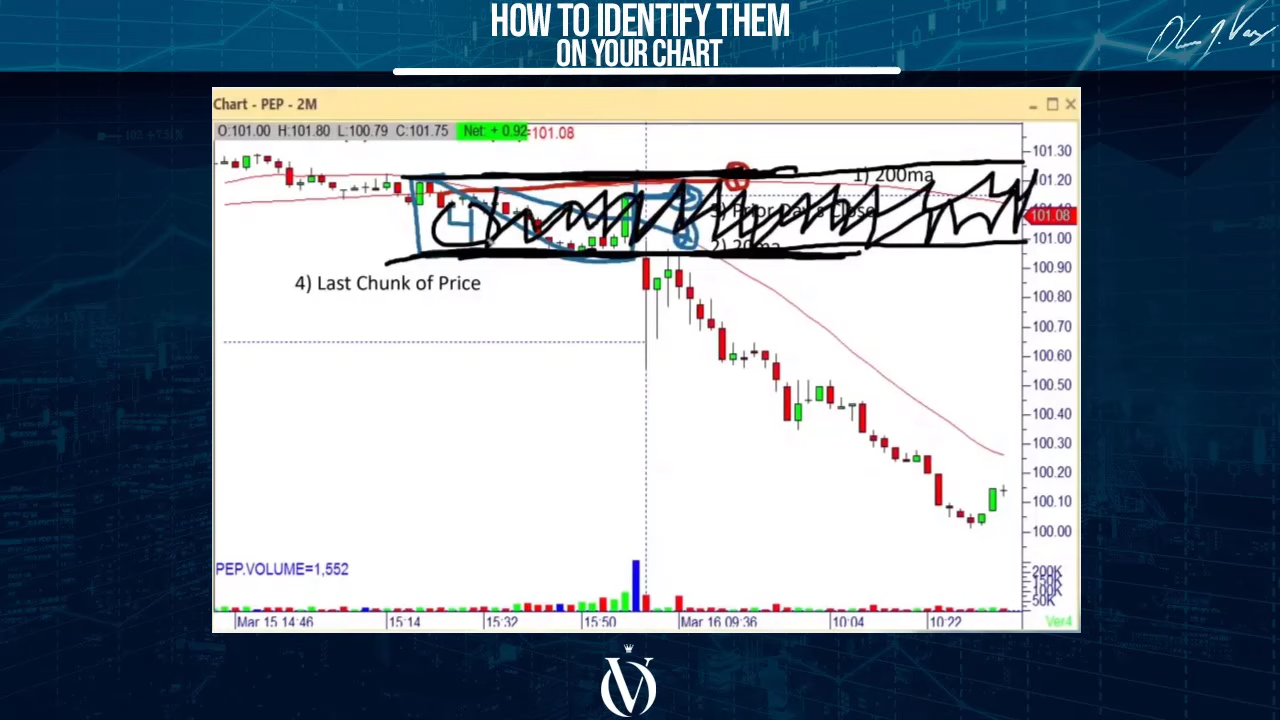 HOW TO IDENTIFY THEM
ON YOUR CHART
Chart - PEP - 2M
O:101.00 H:101.80 L:100.79 C:101.75 Net: + 0.92 =101.08
101.30
1) 200ma
101.20
4
101.08
2) 20ma
101.00
100.90
4) Last Chunk of Price
100.80
100.70
100.60
100.50
100.40
100.30
100.20
100.10
100.00
PEP.VOLUME=1,552
200K
150K
100K
50K
Mar 15 14:46 15:14 15:32 15:50 Mar 16 09:36 10:04 10:22 Ver4